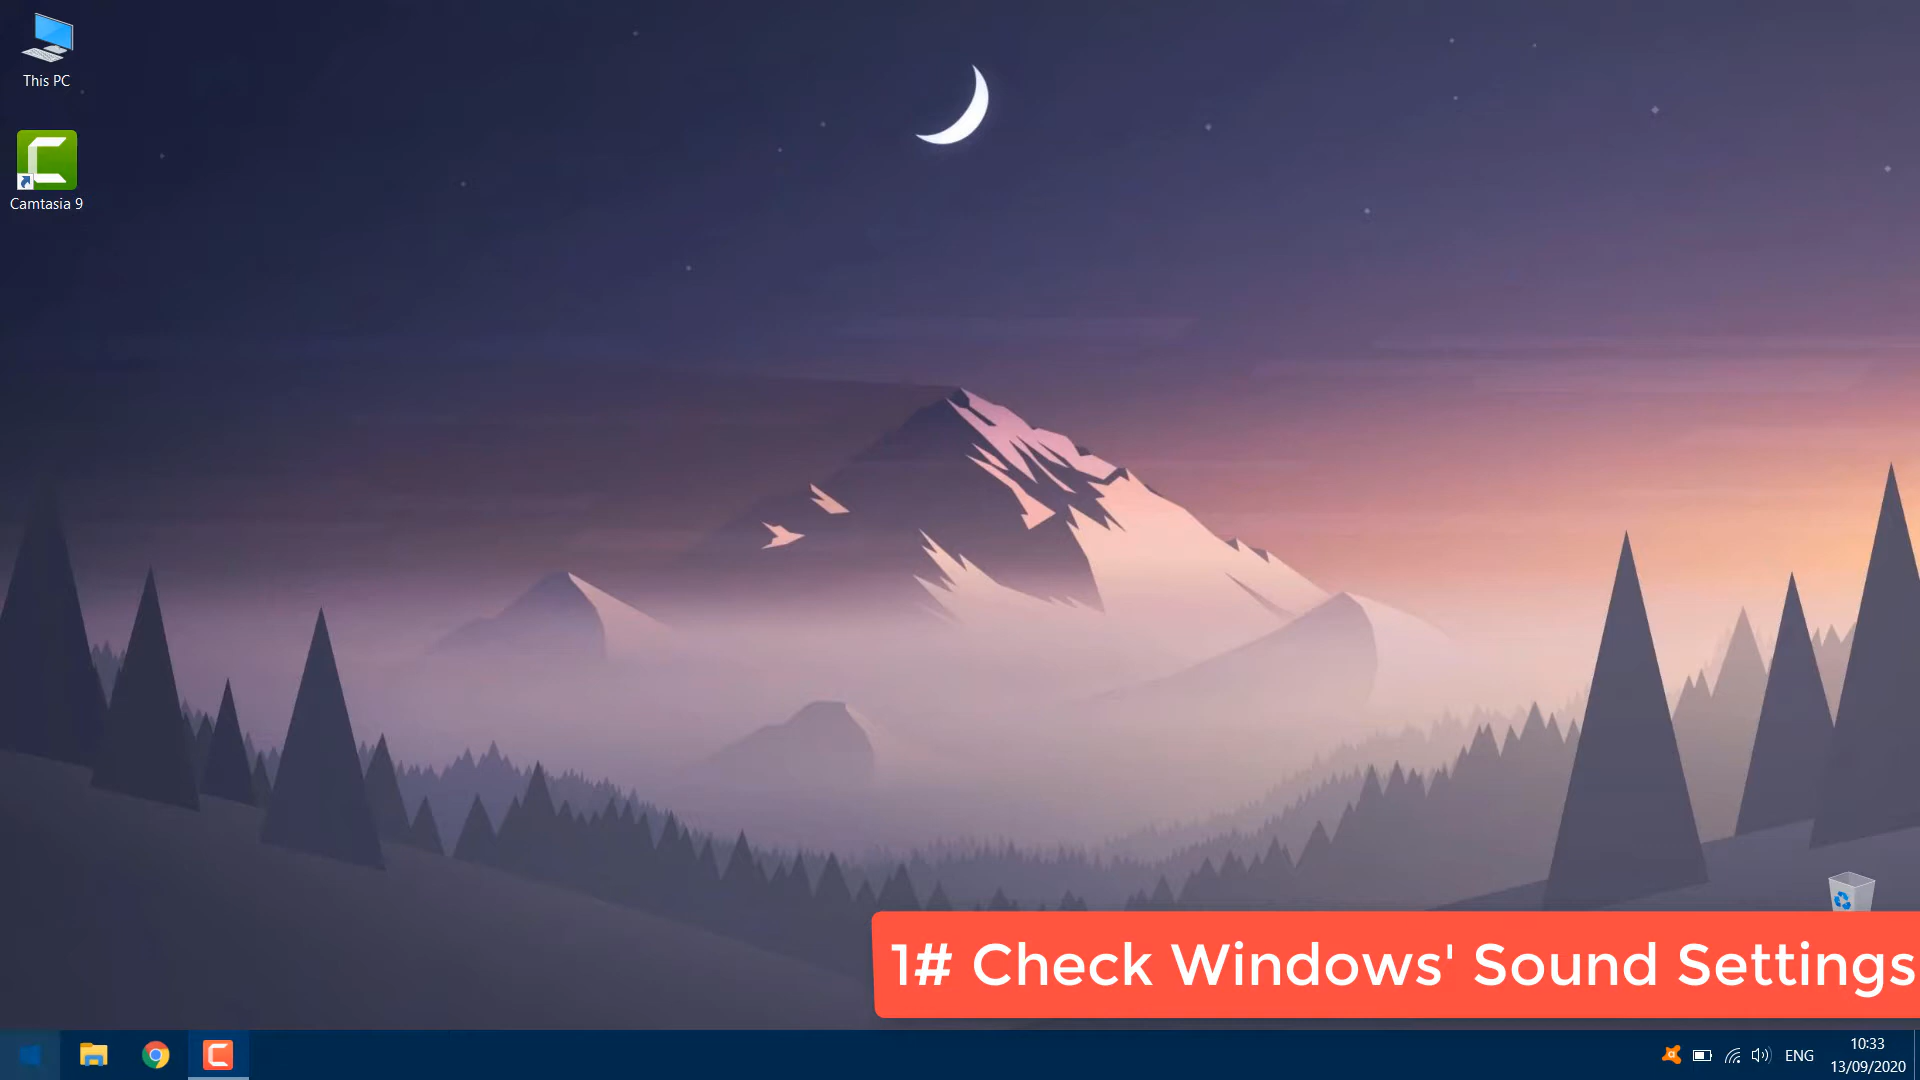 This PC
Camtasia 9
1# Check Windows' Sound Settings
ENG
10:33
13/09/2020